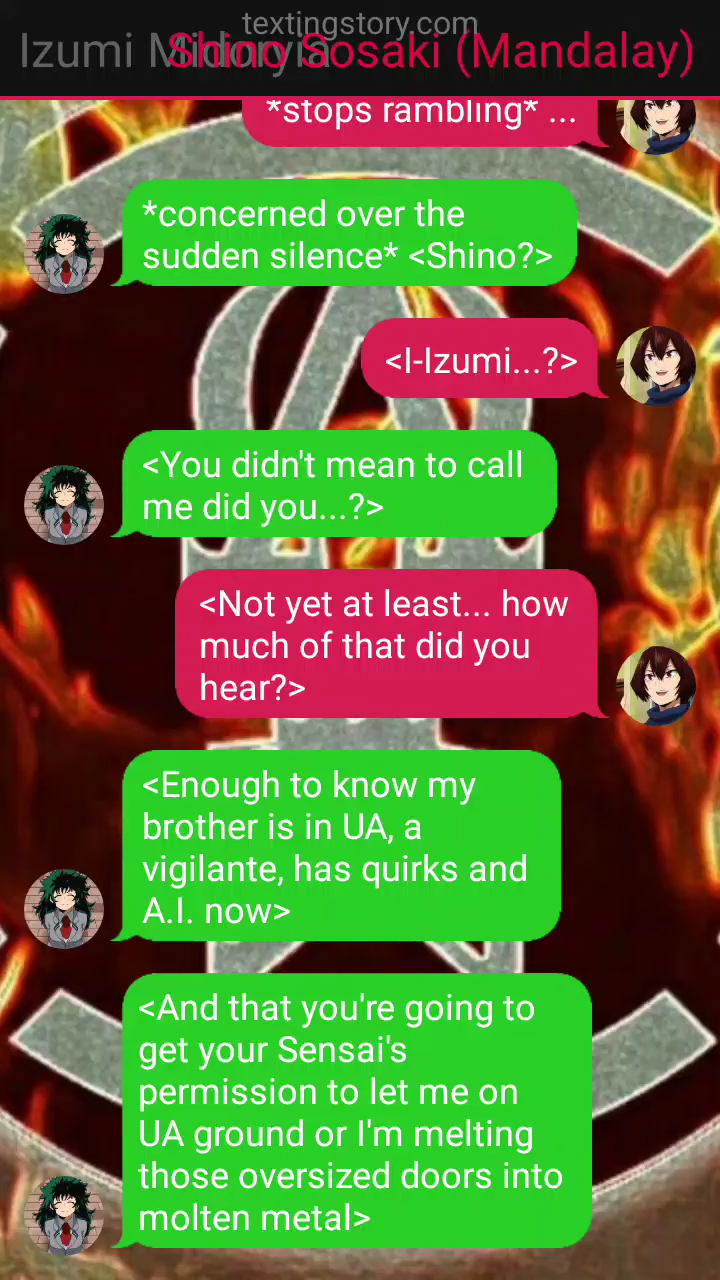 textingstory.com
Izumi Midoryia
Shino Sosaki (Mandalay)
*stops rambling* ...
*concerned over the
sudden silence* <Shino?>
<I-Izumi...?>
<You didn't mean to call
me did you...?>
<Not yet at least... how
much of that did you
hear?>
<Enough to know my
brother is in UA, a
vigilante, has quirks and
A.I. now>
<And that you're going to
get your Sensai's
permission to let me on
UA ground or I'm melting
those oversized doors into
molten metal>